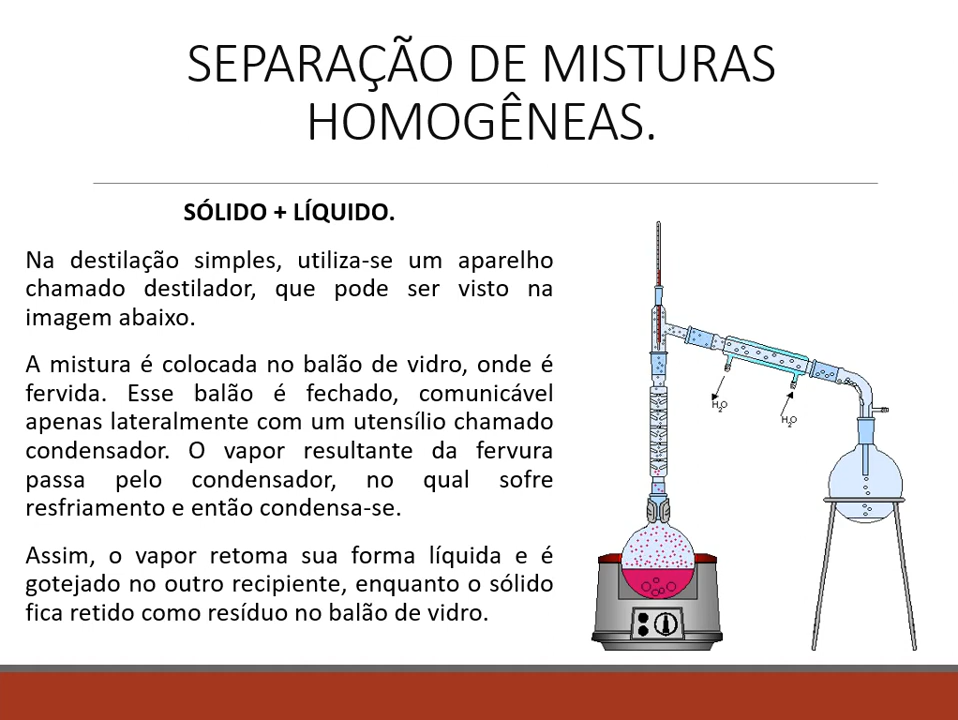 SEPARAÇÃO DE MISTURAS
HOMOGÊNEAS.
SÓLIDO + LÍQUIDO.
Na destilação simples, utiliza-se um aparelho
chamado destilador, que pode ser visto na
imagem abaixo.
A mistura é colocada no balão de vidro, onde é
fervida. Esse balão é fechado, comunicável
apenas lateralmente com um utensílio chamado
condensador. O vapor resultante da fervura
passa pelo condensador, no qual sofre
resfriamento e então condensa-se.
Assim, o vapor retoma sua forma líquida e é
gotejado no outro recipiente, enquanto o sólido
fica retido como resíduo no balão de vidro.
H2O
H2O